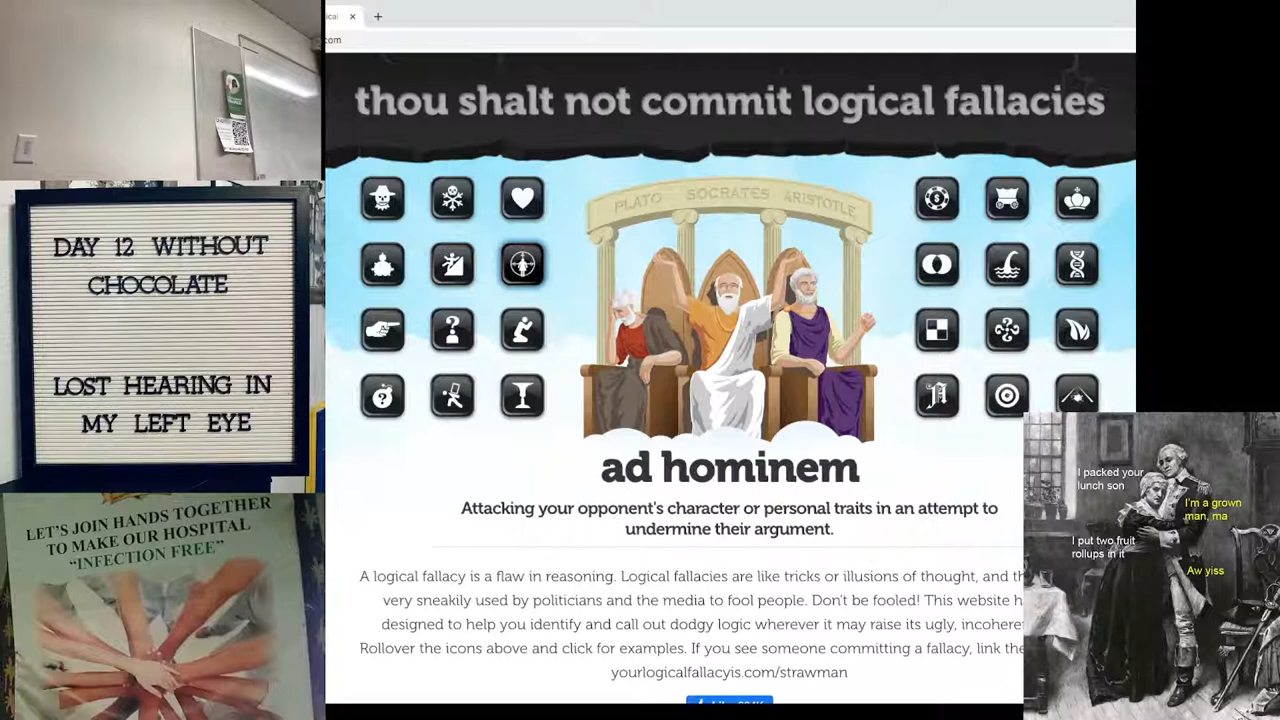 ical
com
thou shalt not commit logical fallacies
PLATO SOCRATES ARISTOTLE
ad hominem
Attacking your opponent's character or personal traits in an attempt to
undermine their argument.
A logical fallacy is a flaw in reasoning. Logical fallacies are like tricks or illusions of thought, and th
very sneakily used by politicians and the media to fool people. Don't be fooled! This website h
designed to help you identify and call out dodgy logic wherever it may raise its ugly, incohere
Rollover the icons above and click for examples. If you see someone committing a fallacy, link the
yourlogicalfallacyis.com/strawman
DAY 12 WITHOUT
CHOCOLATE
LOST HEARING IN
MY LEFT EYE
LET'S JOIN HANDS TOGETHER
TO MAKE OUR HOSPITAL
"INFECTION FREE"
I packed your
lunch son
I'm a grown
man, ma
I put two fruit
rollups in it
Aw yiss